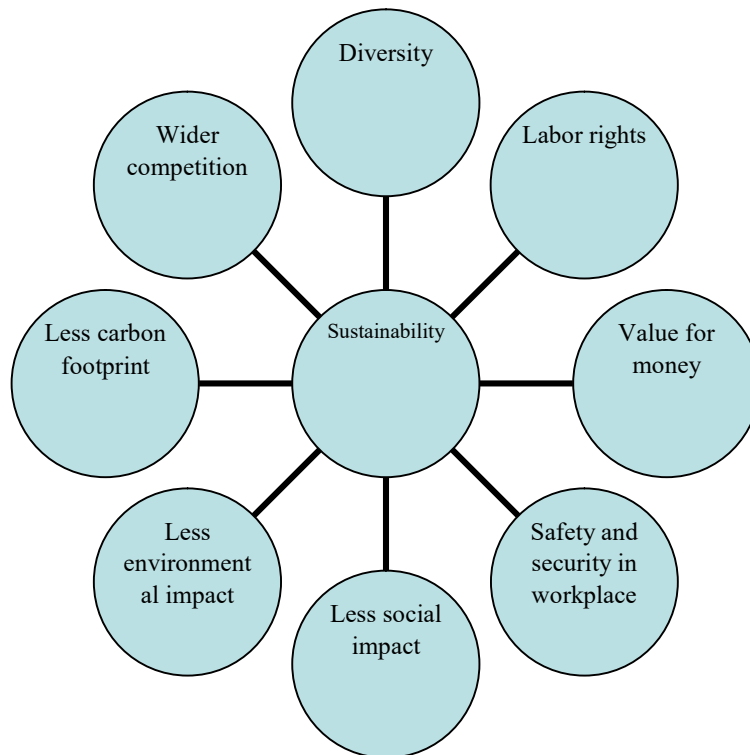 Diversity
Wider
competition
Labor rights
Less carbon
footprint
Sustainability
Value for
money
Less
environment
al impact
Safety and
security in
workplace
Less social
impact